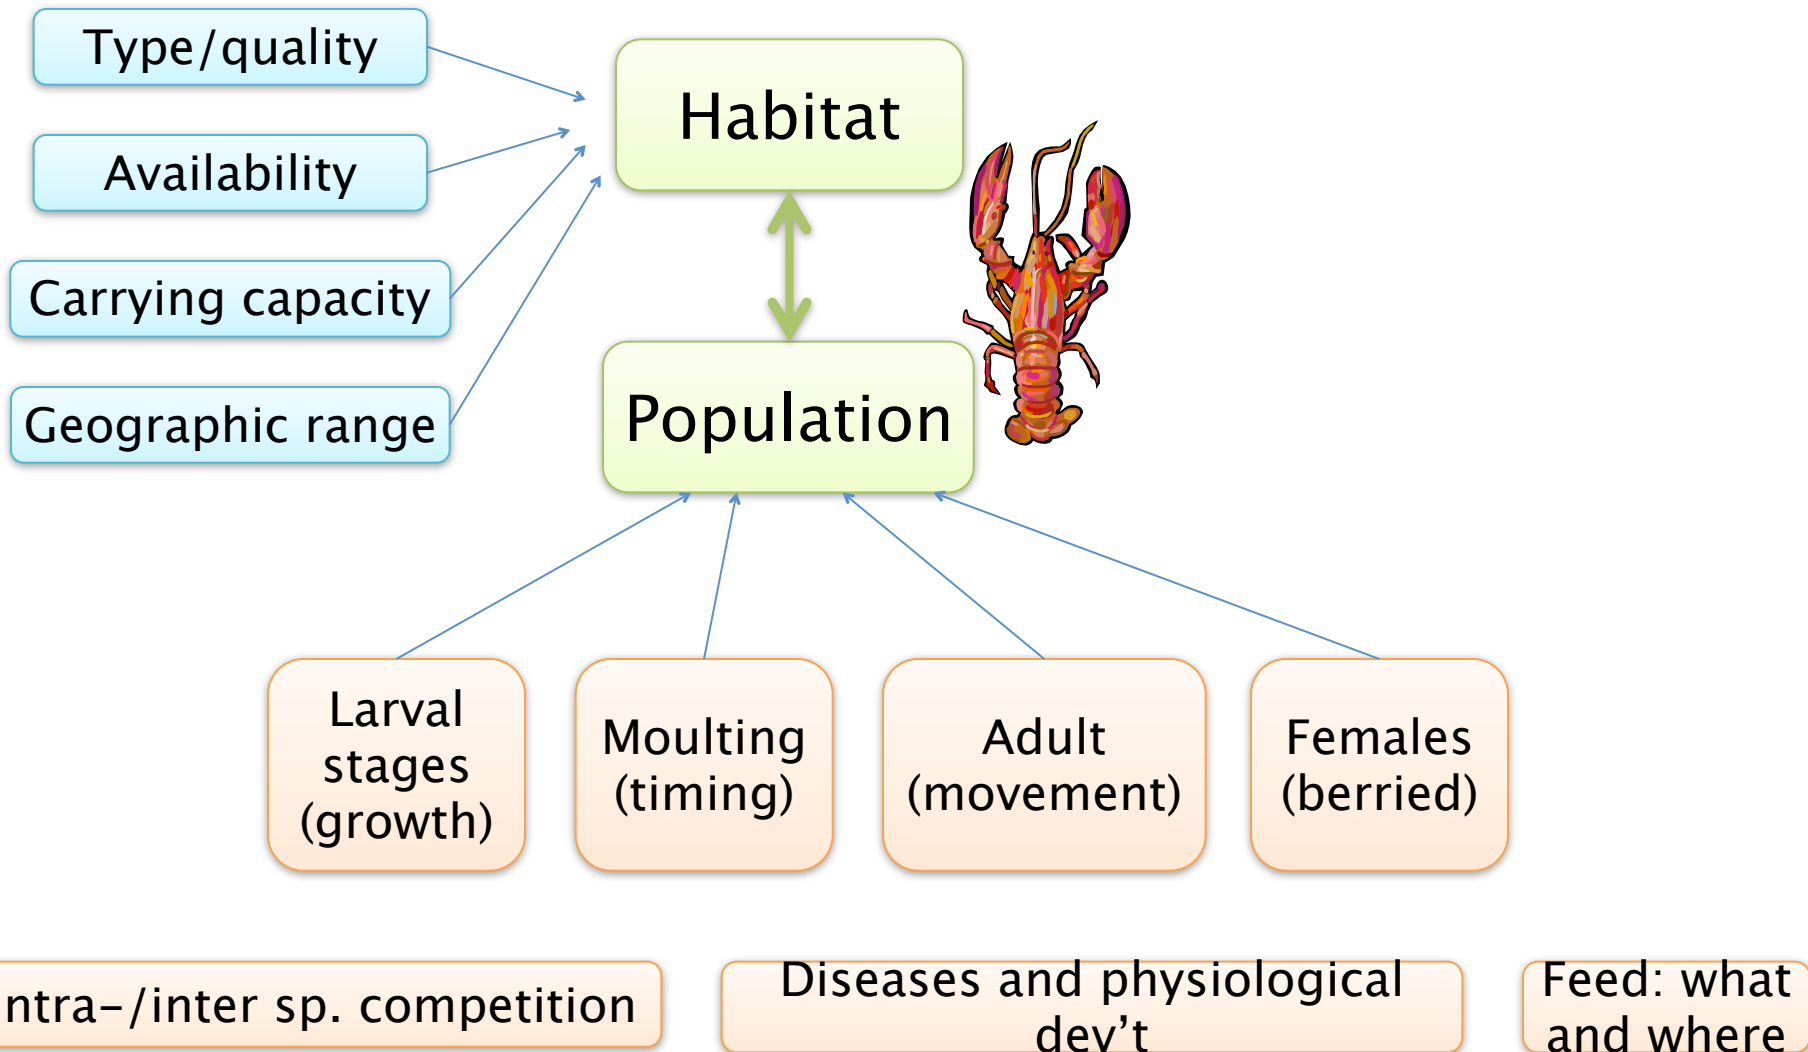 Type/quality
Habitat
Availability
Carrying capacity
Geographic range
Population
Larval
stages
(growth)
Moulting
(timing)
Adult
(movement)
Females
(berried)
ntra-/inter sp. competition
Diseases and physiological
dev't
Feed: what
and where